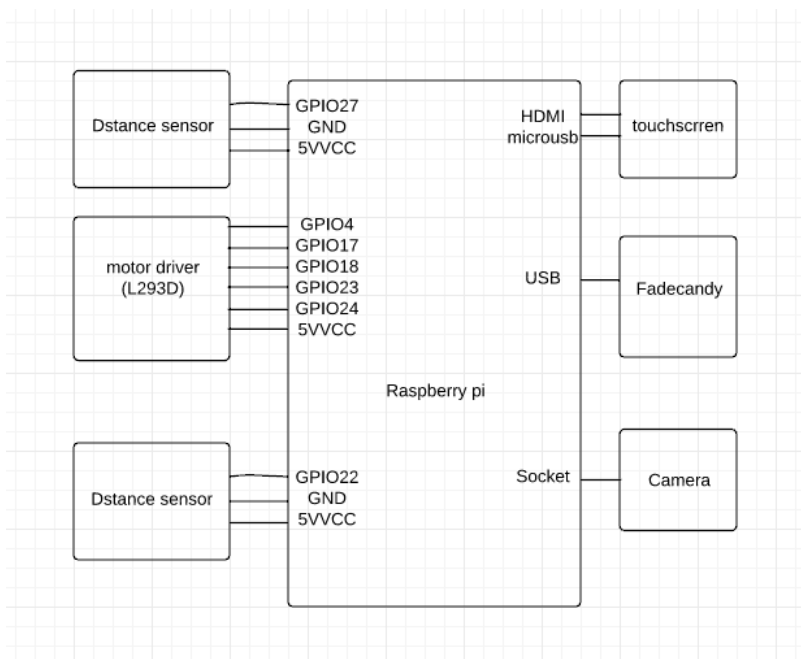 Dstance sensor
GPIO27
GND
5VVCC
HDMI
microusb
touchscrren
motor driver
(L293D)
GPIO4
GPIO17
GPIO18
GPIO23
GPIO24
5VVCC
USB
Fadecandy
Raspberry pi
Dstance sensor
GPIO22
GND
5VVCC
Socket
Camera